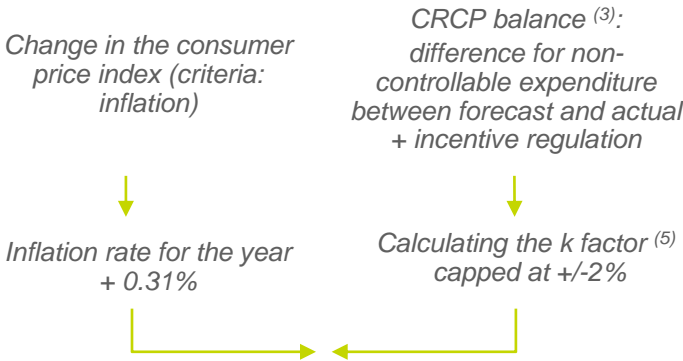 Change in the consumer
price index (criteria:
inflation)
CRCP balance (3):
difference for non-
controllable expenditure
between forecast and actual
+ incentive regulation
Inflation rate for the year
+ 0.31%
Calculating the k factor (5)
capped at +/-2%